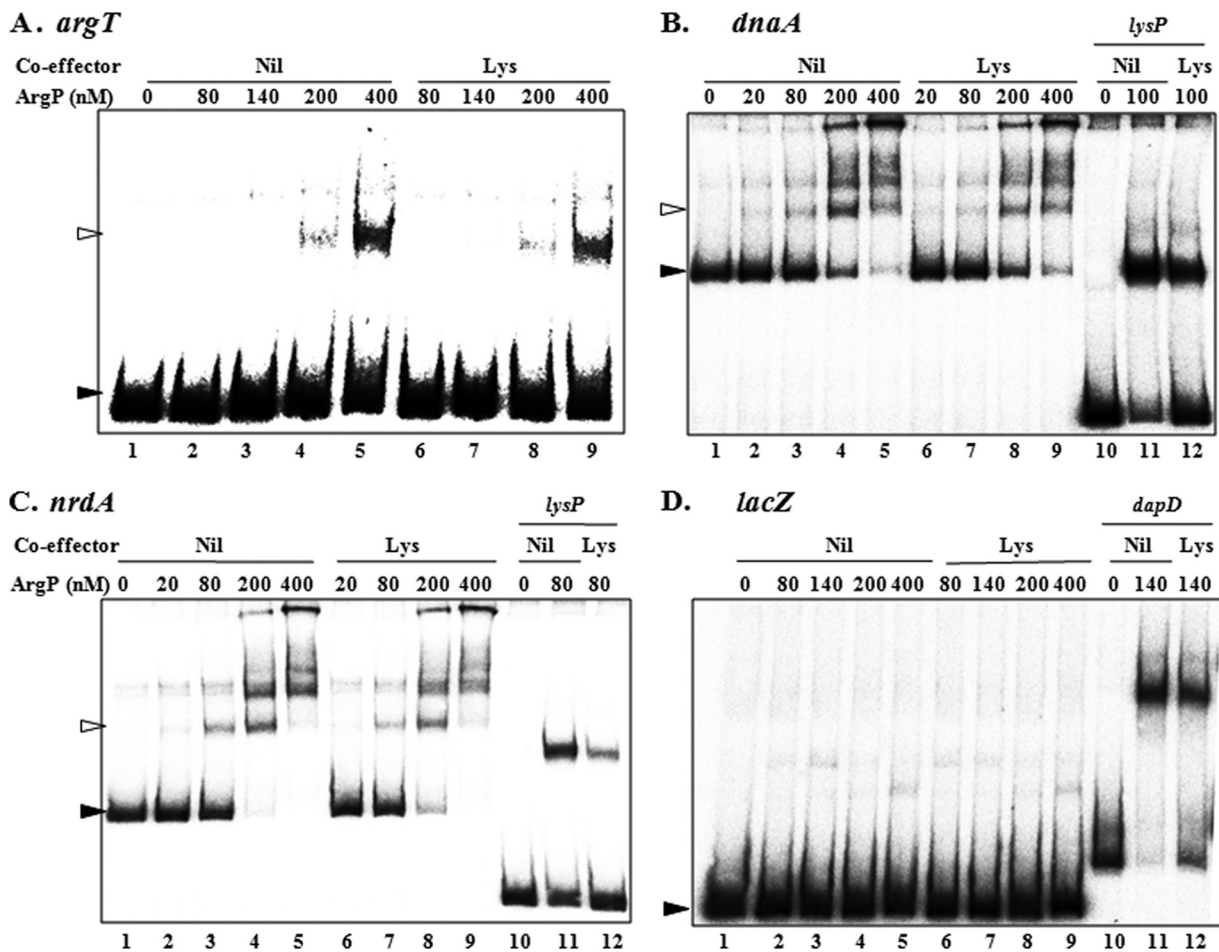 A. argT
Co-effector Nil Lys
ArgP (nM) 0 80 140 200 400 80 140 200 400
1 2 3 4 5 6 7 8 9
B. dnaA lysP
Nil Lys Nil Lys
0 20 80 200 400 20 80 200 400 0 100 100
1 2 3 4 5 6 7 8 9 10 11 12
C. nrdA lysP
Co-effector Nil Lys Nil Lys
ArgP (nM) 0 20 80 200 400 20 80 200 400 0 80 80
1 2 3 4 5 6 7 8 9 10 11 12
D. lacZ dapD
Nil Lys Nil Lys
0 80 140 200 400 80 140 200 400 0 140 140
1 2 3 4 5 6 7 8 9 10 11 12